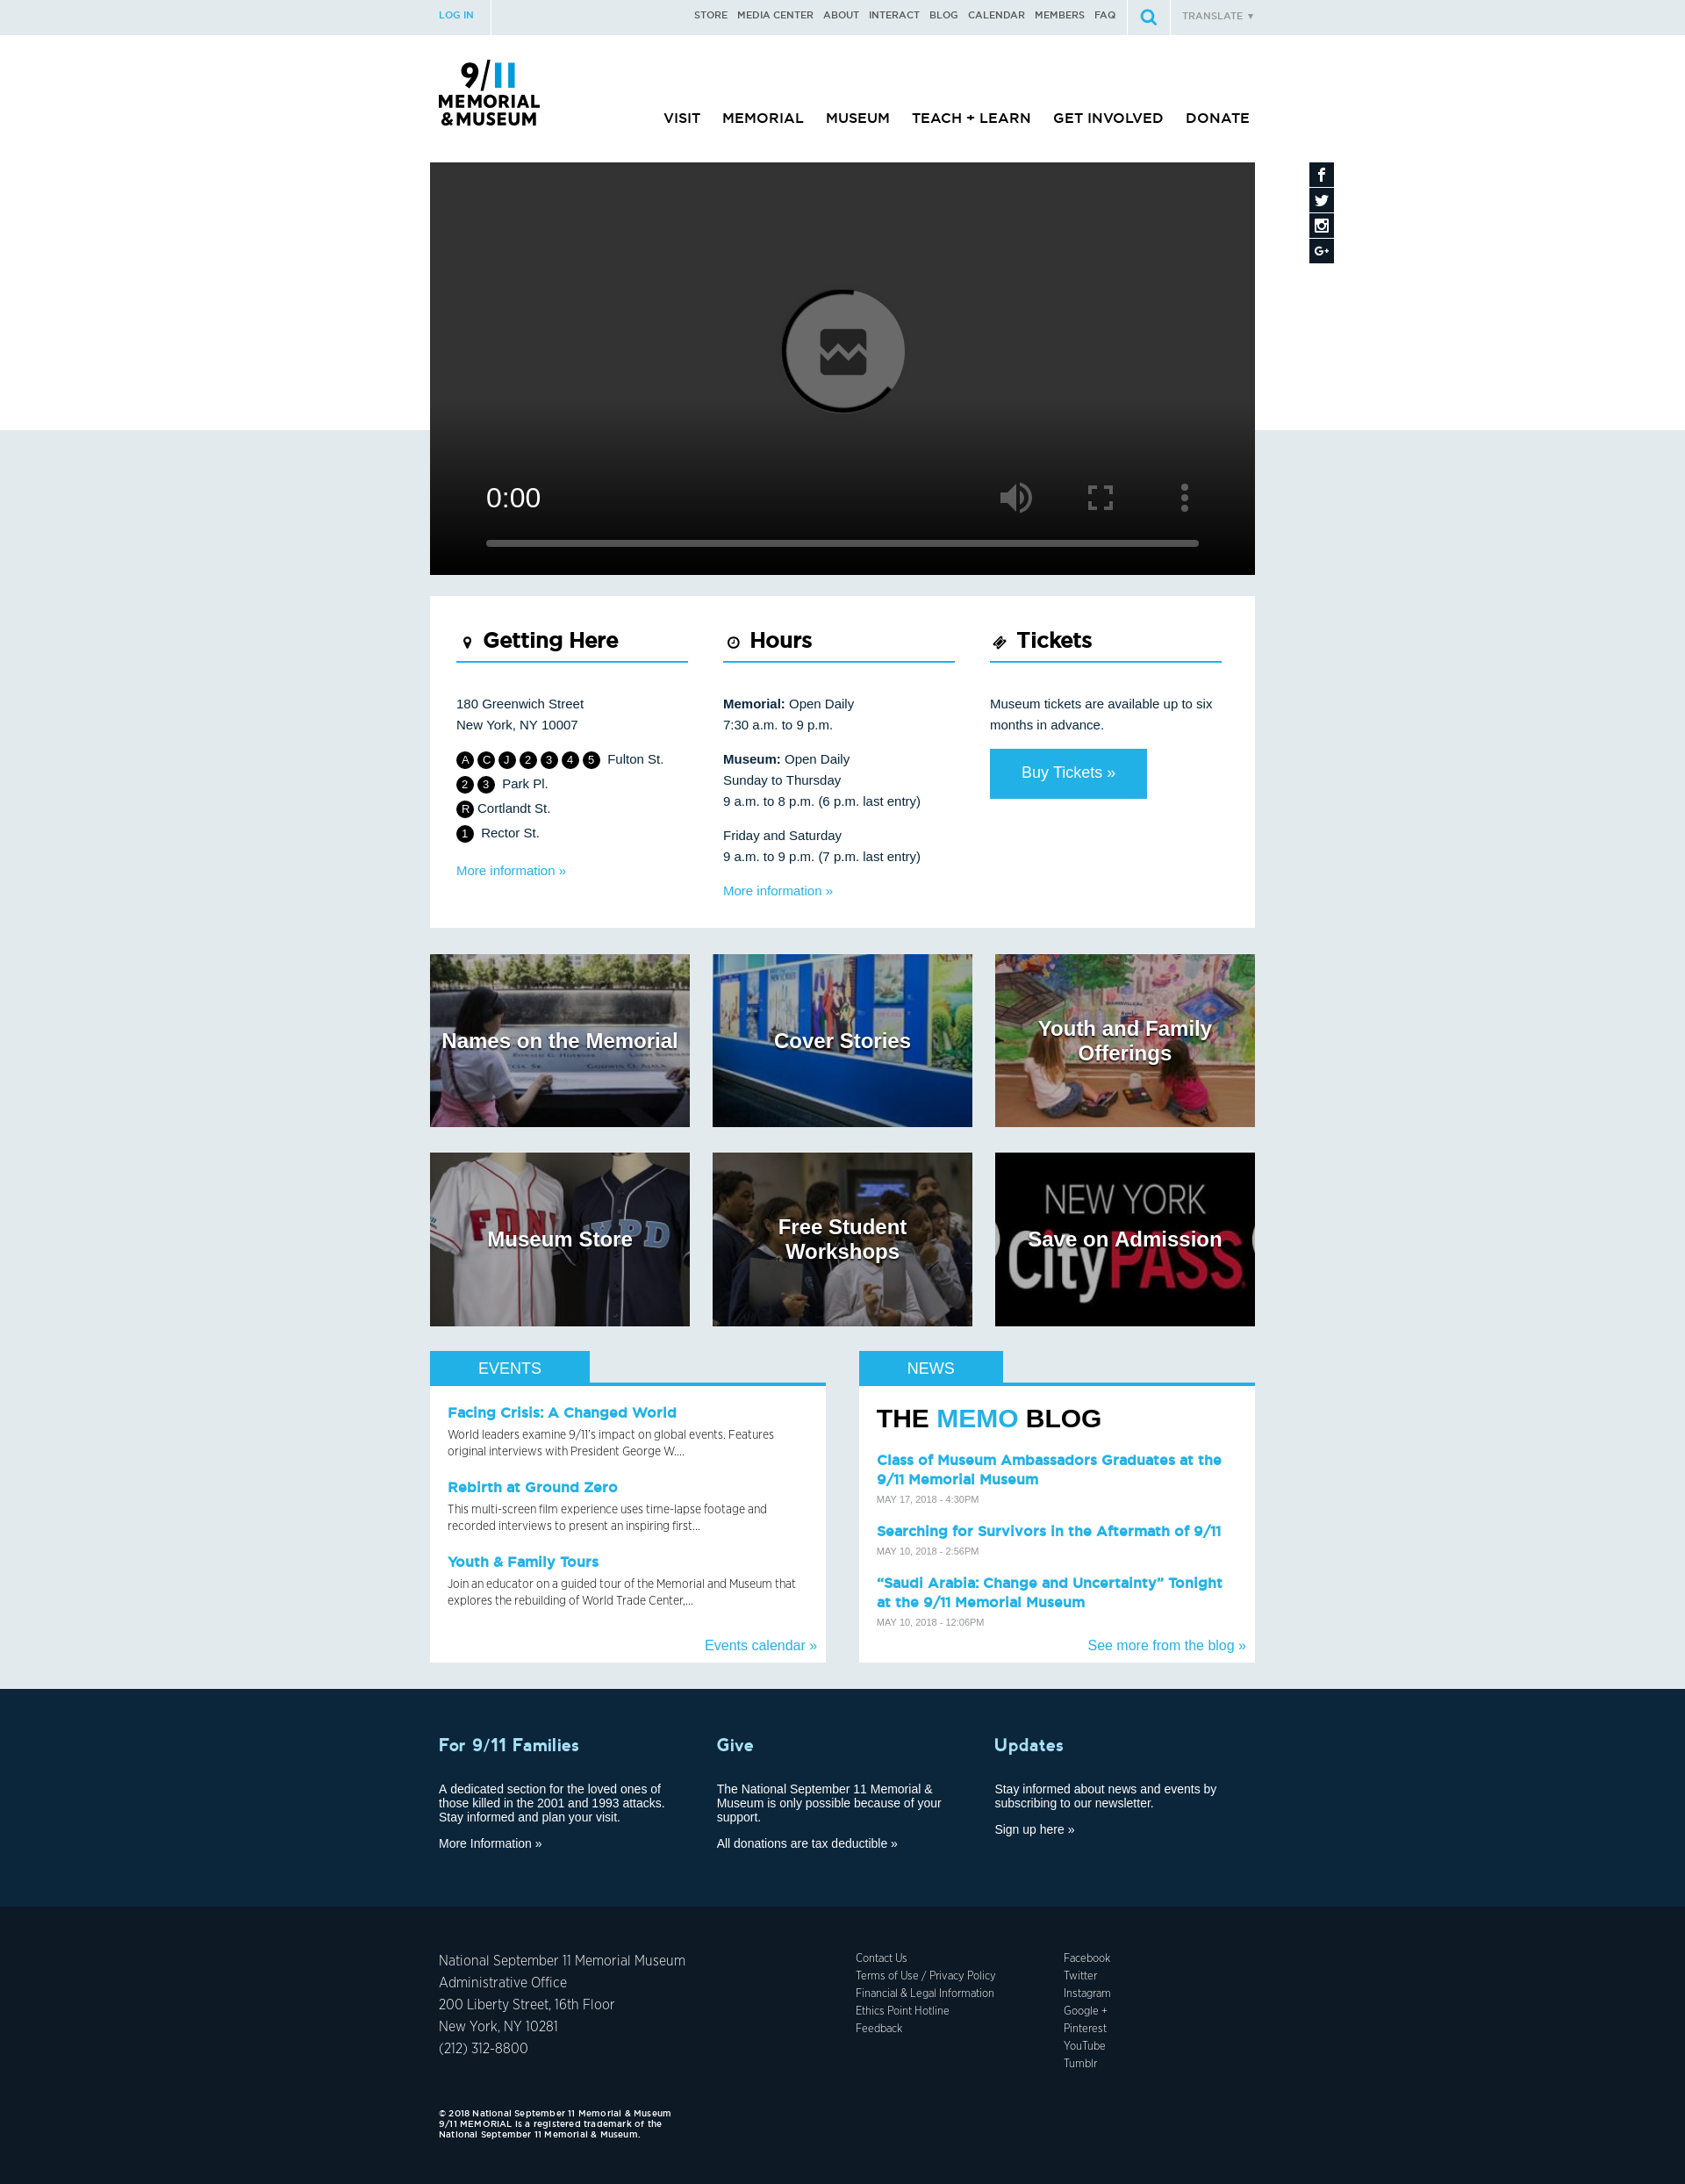 LOG IN
STORE MEDIA CENTER ABOUT INTERACT BLOG CALENDAR MEMBERS FAQ
TRANSLATE ▼
9/11
MEMORIAL
&MUSEUM
VISIT MEMORIAL MUSEUM TEACH + LEARN GET INVOLVED DONATE
0:00
Getting Here
180 Greenwich Street
New York, NY 10007
A C J 2 3 4 5 Fulton St.
2 3 Park Pl.
R Cortlandt St.
1 Rector St.
More information »
Hours
Memorial: Open Daily
7:30 a.m. to 9 p.m.
Museum: Open Daily
Sunday to Thursday
9 a.m. to 8 p.m. (6 p.m. last entry)
Friday and Saturday
9 a.m. to 9 p.m. (7 p.m. last entry)
More information »
Tickets
Museum tickets are available up to six
months in advance.
Buy Tickets »
Names on the Memorial
Cover Stories
Youth and Family
Offerings
FDNY
NYPD
Museum Store
Free Student
Workshops
NEW YORK
CityPASS
Save on Admission
EVENTS
Facing Crisis: A Changed World
World leaders examine 9/11's impact on global events. Features
original interviews with President George W....
Rebirth at Ground Zero
This multi-screen film experience uses time-lapse footage and
recorded interviews to present an inspiring first...
Youth & Family Tours
Join an educator on a guided tour of the Memorial and Museum that
explores the rebuilding of World Trade Center,...
Events calendar »
NEWS
THE MEMO BLOG
Class of Museum Ambassadors Graduates at the
9/11 Memorial Museum
MAY 17, 2018 - 4:30PM
Searching for Survivors in the Aftermath of 9/11
MAY 10, 2018 - 2:56PM
“Saudi Arabia: Change and Uncertainty” Tonight
at the 9/11 Memorial Museum
MAY 10, 2018 - 12:06PM
See more from the blog »
For 9/11 Families
A dedicated section for the loved ones of
those killed in the 2001 and 1993 attacks.
Stay informed and plan your visit.
More Information »
Give
The National September 11 Memorial &
Museum is only possible because of your
support.
All donations are tax deductible »
Updates
Stay informed about news and events by
subscribing to our newsletter.
Sign up here »
National September 11 Memorial Museum
Administrative Office
200 Liberty Street, 16th Floor
New York, NY 10281
(212) 312-8800
Contact Us
Terms of Use / Privacy Policy
Financial & Legal Information
Ethics Point Hotline
Feedback
Facebook
Twitter
Instagram
Google +
Pinterest
YouTube
Tumblr
© 2018 National September 11 Memorial & Museum
9/11 MEMORIAL is a registered trademark of the
National September 11 Memorial & Museum.